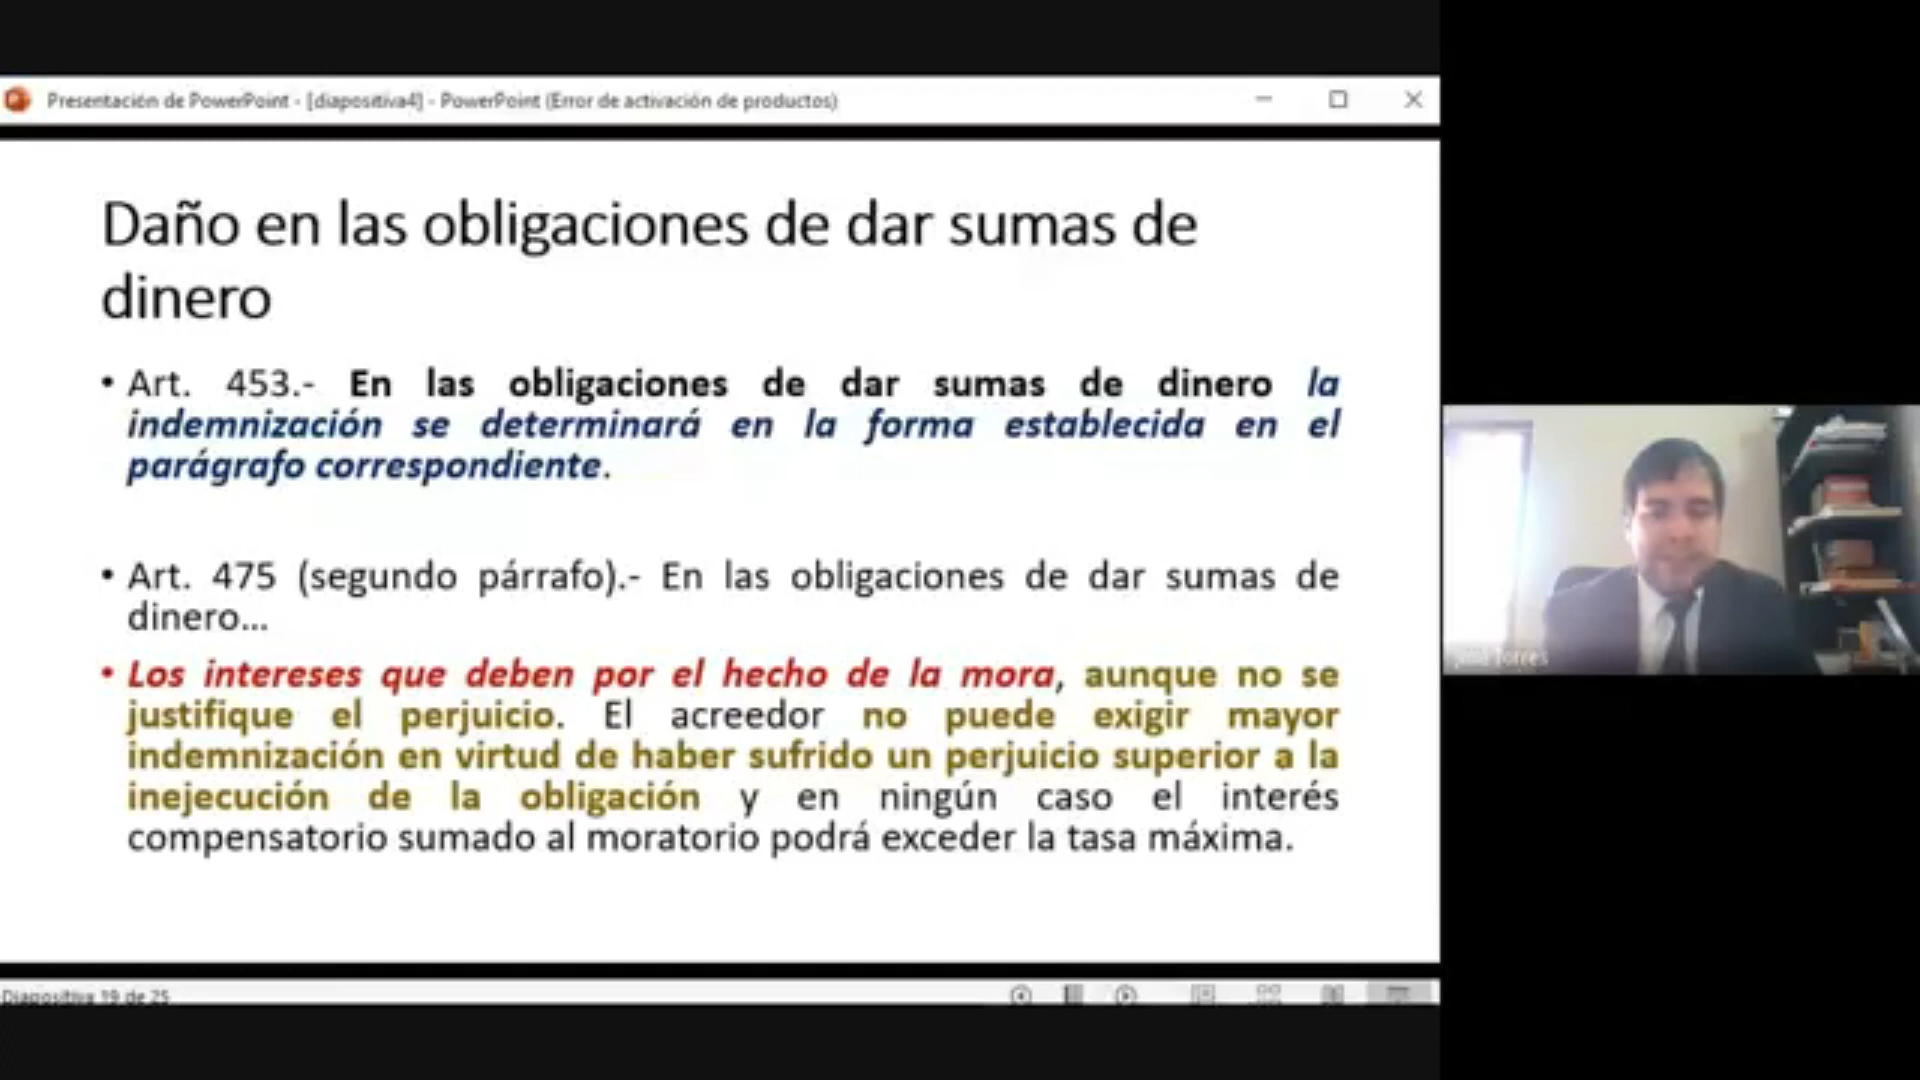 Presentación de PowerPoint - [diapositiva4] - PowerPoint (Error de activación de productos)
Daño en las obligaciones de dar sumas de
dinero
• Art. 453.- En las obligaciones de dar sumas de dinero la
indemnización se determinará en la forma establecida en el
parágrafo correspondiente.
• Art. 475 (segundo párrafo).- En las obligaciones de dar sumas de
dinero...
• Los intereses que deben por el hecho de la mora, aunque no se
justifique el perjuicio. El acreedor no puede exigir mayor
indemnización en virtud de haber sufrido un perjuicio superior a la
inejecución de la obligación y en ningún caso el interés
compensatorio sumado al moratorio podrá exceder la tasa máxima.
Diapositiva 19 de 25
Torres